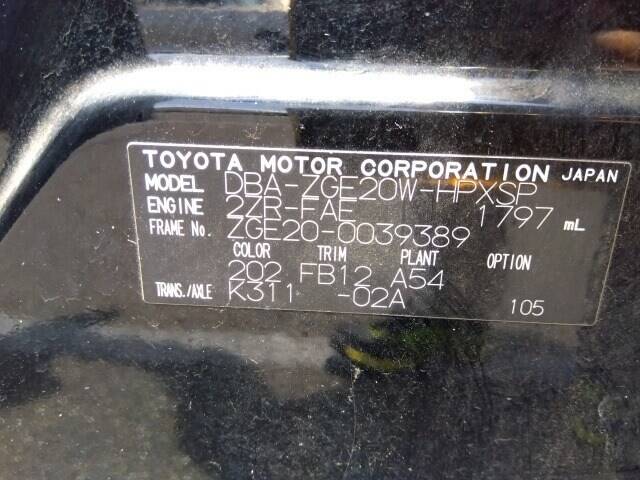 TOYOTA MOTOR CORPORATION JAPAN
MODEL DBA-ZGE20W-HPXSP
ENGINE 2ZR-FAE 1797 mL
FRAME No. ZGE20-0039389
COLOR TRIM PLANT OPTION
202 FB12 A54
TRANS./AXLE K311 -02A 105